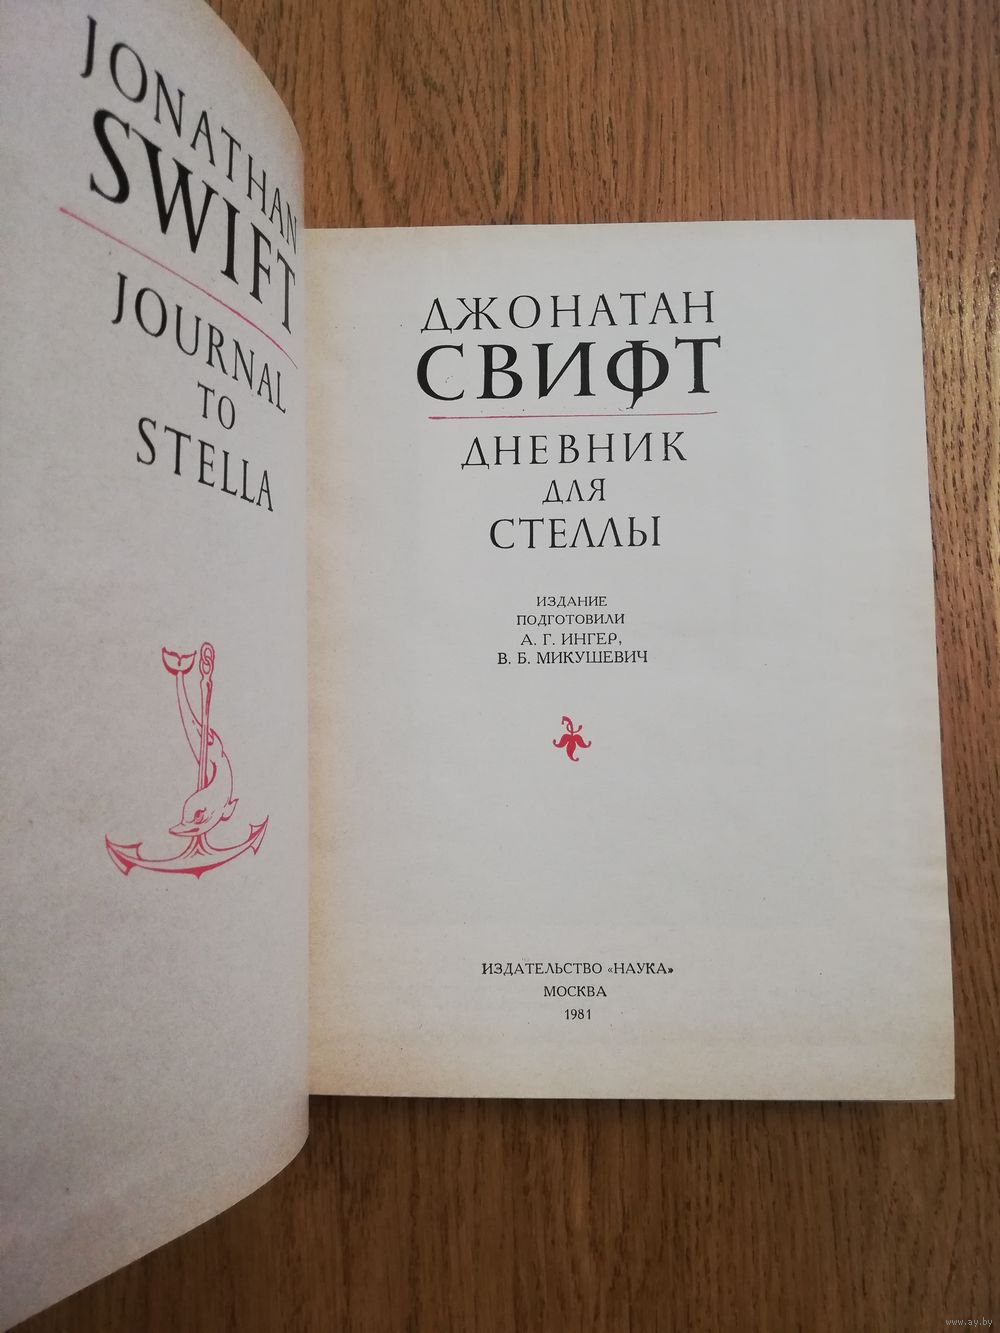 JONATHAN
SWIFT
JOURNAL
TO
STELLA
ДЖОНАТАН
СВИФТ
ДНЕВНИК
ДЛЯ
СТЕЛЛЫ
ИЗДАНИЕ
ПОДГОТОВИЛИ
А. Г. ИНГЕР,
В. Б. МИКУШЕВИЧ
ИЗДАТЕЛЬСТВО «НАУКА»
МОСКВА
1981
www.ay.by